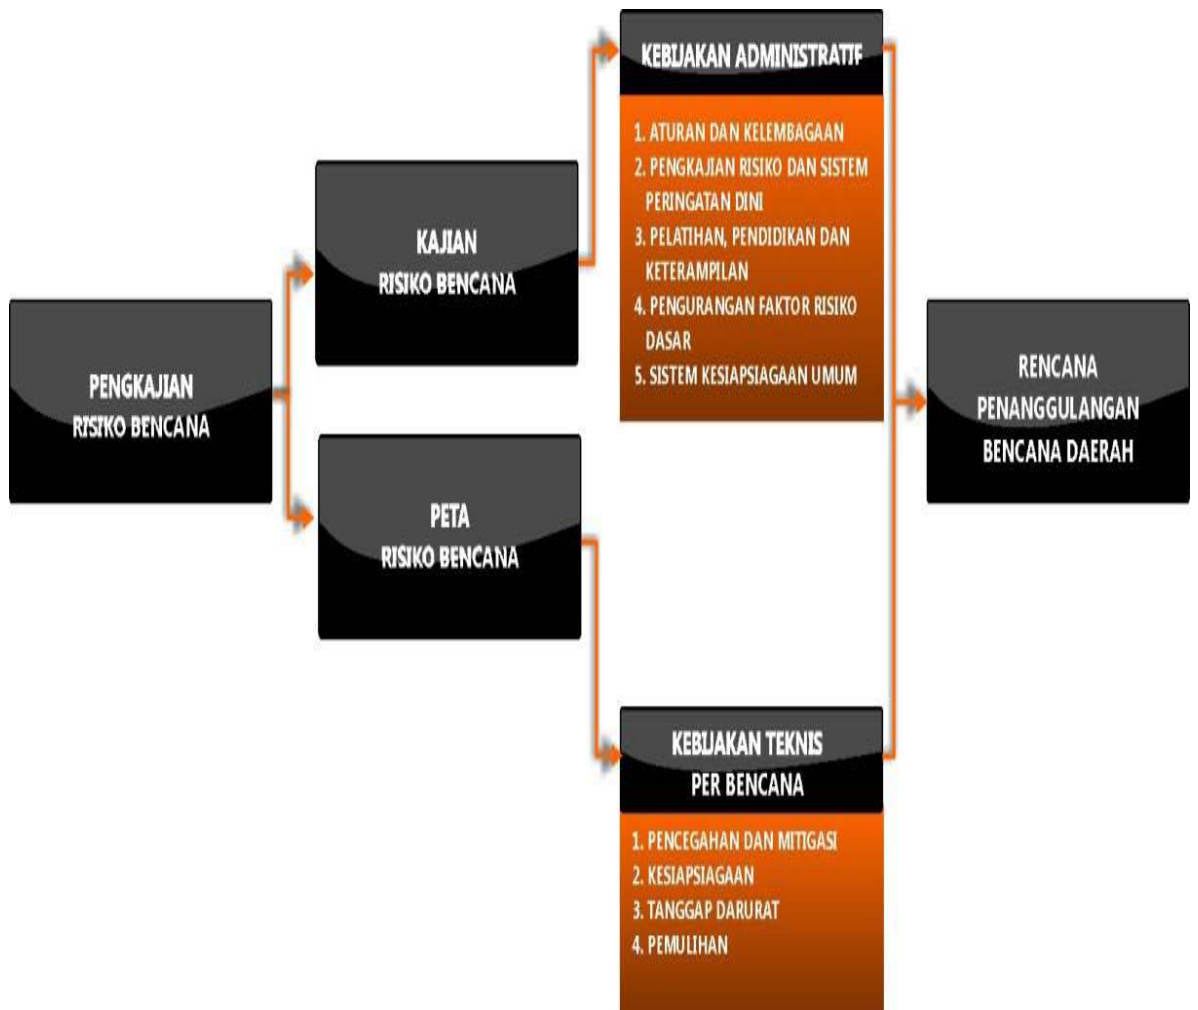 PENGKAJIAN
RISIKO BENCANA
KAJIAN
RISIKO BENCANA
PETA
RISIKO BENCANA
KEBIJAKAN ADMINISTRATIF
1. ATURAN DAN KELEMBAGAAN
2. PENGKAJIAN RISIKO DAN SISTEM
PERINGATAN DINI
3. PELATIHAN, PENDIDIKAN DAN
KETERAMPILAN
4. PENGURANGAN FAKTOR RISIKO
DASAR
5. SISTEM KESIAPSIAGAAN UMUM
KEBIJAKAN TEKNIS
PER BENCANA
1. PENCEGAHAN DAN MITIGASI
2. KESIAPSIAGAAN
3. TANGGAP DARURAT
4. PEMULIHAN
RENCANA
PENANGGULANGAN
BENCANA DAERAH